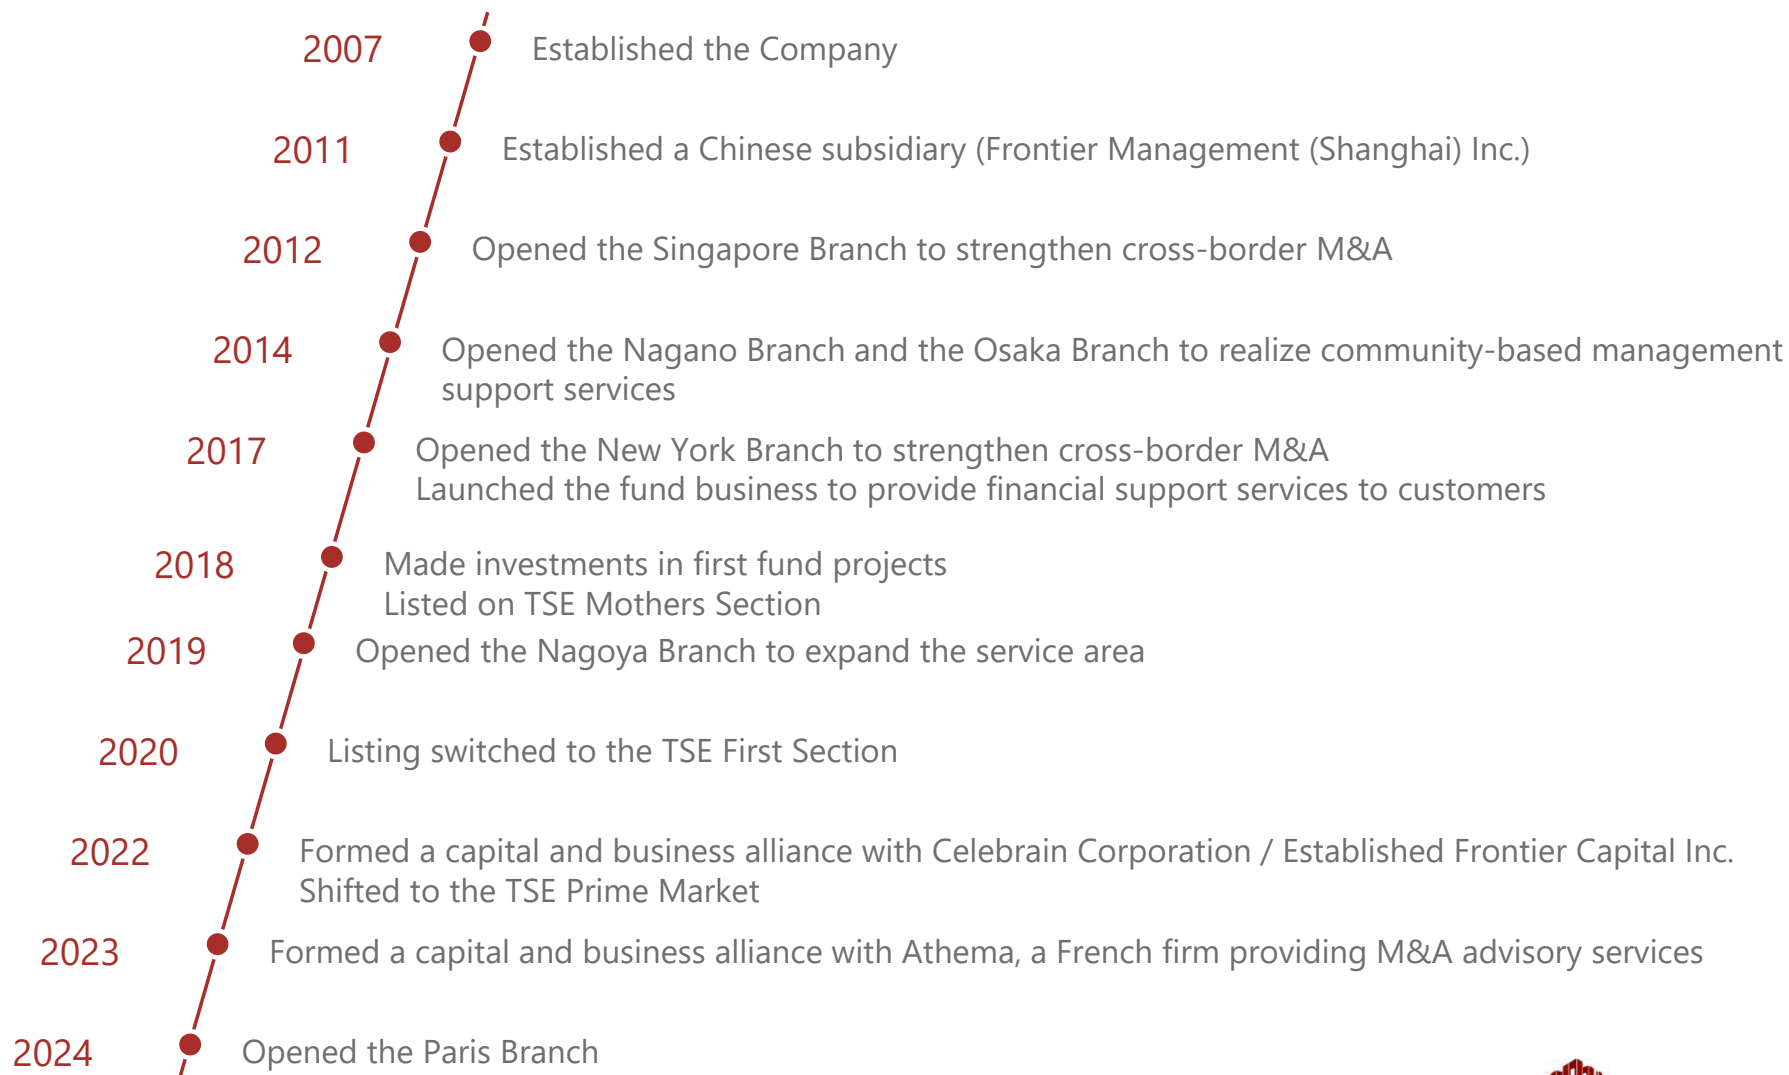 2007 Established the Company
2011 Established a Chinese subsidiary (Frontier Management (Shanghai) Inc.)
2012 Opened the Singapore Branch to strengthen cross-border M&A
2014 Opened the Nagano Branch and the Osaka Branch to realize community-based management
support services
2017 Opened the New York Branch to strengthen cross-border M&A
Launched the fund business to provide financial support services to customers
2018 Made investments in first fund projects
Listed on TSE Mothers Section
2019 Opened the Nagoya Branch to expand the service area
2020 Listing switched to the TSE First Section
2022 Formed a capital and business alliance with Celebrain Corporation / Established Frontier Capital Inc.
Shifted to the TSE Prime Market
2023 Formed a capital and business alliance with Athema, a French firm providing M&A advisory services
2024 Opened the Paris Branch